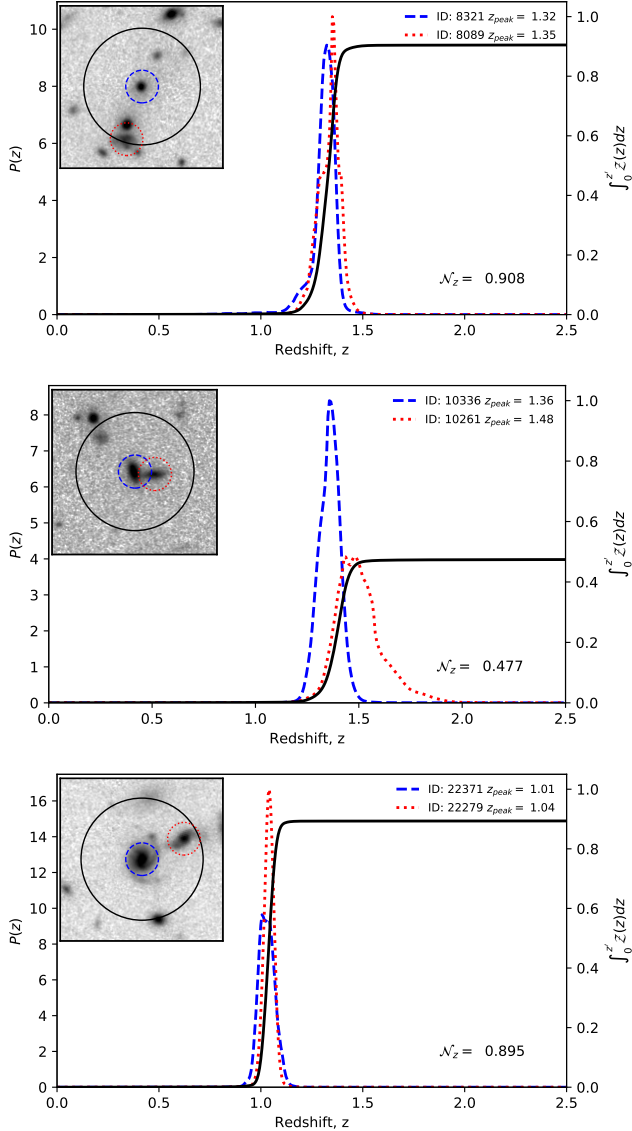 ID: 8321 z_peak = 1.32
ID: 8089 z_peak = 1.35
10
8
6
4
2
0
P(z)
1.0
0.8
0.6
0.4
0.2
0.0
∫₀^z' Z(z)dz
N_z = 0.908
0.0 0.5 1.0 1.5 2.0 2.5
Redshift, z
ID: 10336 z_peak = 1.36
ID: 10261 z_peak = 1.48
8
7
6
5
4
3
2
1
0
P(z)
1.0
0.8
0.6
0.4
0.2
0.0
∫₀^z' Z(z)dz
N_z = 0.477
0.0 0.5 1.0 1.5 2.0 2.5
Redshift, z
ID: 22371 z_peak = 1.01
ID: 22279 z_peak = 1.04
16
14
12
10
8
6
4
2
0
P(z)
1.0
0.8
0.6
0.4
0.2
0.0
∫₀^z' Z(z)dz
N_z = 0.895
0.0 0.5 1.0 1.5 2.0 2.5
Redshift, z